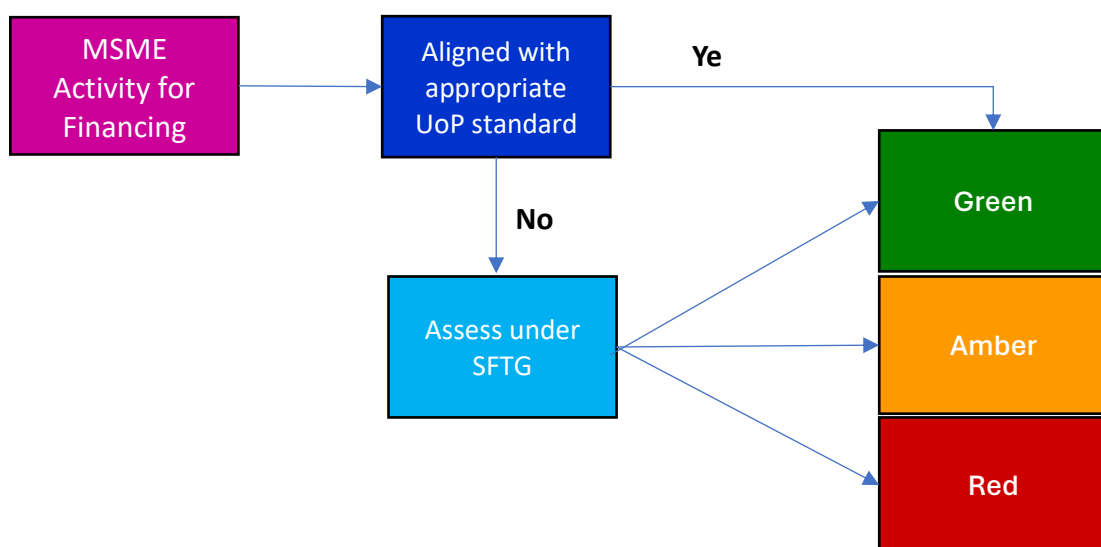 MSME
Activity for
Financing
Aligned with
appropriate
UoP standard
Ye
Green
No
Assess under
SFTG
Amber
Red